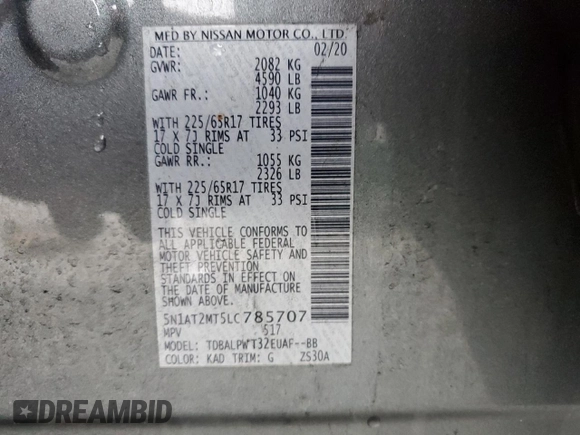 MFD BY NISSAN MOTOR CO., LTD.
DATE: 02/20
GVWR: 2082 KG
4590 LB
GAWR FR.: 1040 KG
2293 LB
WITH 225/65R17 TIRES
17 X 7J RIMS AT 33 PSI
COLD SINGLE
GAWR RR.: 1055 KG
2326 LB
WITH 225/65R17 TIRES
17 X 7J RIMS AT 33 PSI
COLD SINGLE
THIS VEHICLE CONFORMS TO
ALL APPLICABLE FEDERAL
MOTOR VEHICLE SAFETY AND
THEFT PREVENTION
STANDARDS IN EFFECT ON
THE DATE OF MANUFACTURE
SHOWN ABOVE.
5N1AT2MT5LC785707
MPV 517
MODEL: TDBALPWT32EUAF--BB
COLOR: KAD TRIM: G ZS30A
DREAMBID